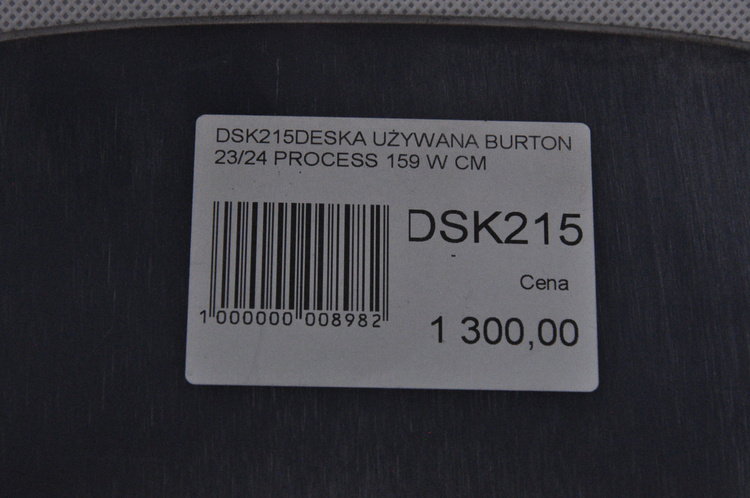 DSK215DESKA UŻYWANA BURTON
23/24 PROCESS 159 W CM
DSK215
Cena
1 000000 008982
1 300,00